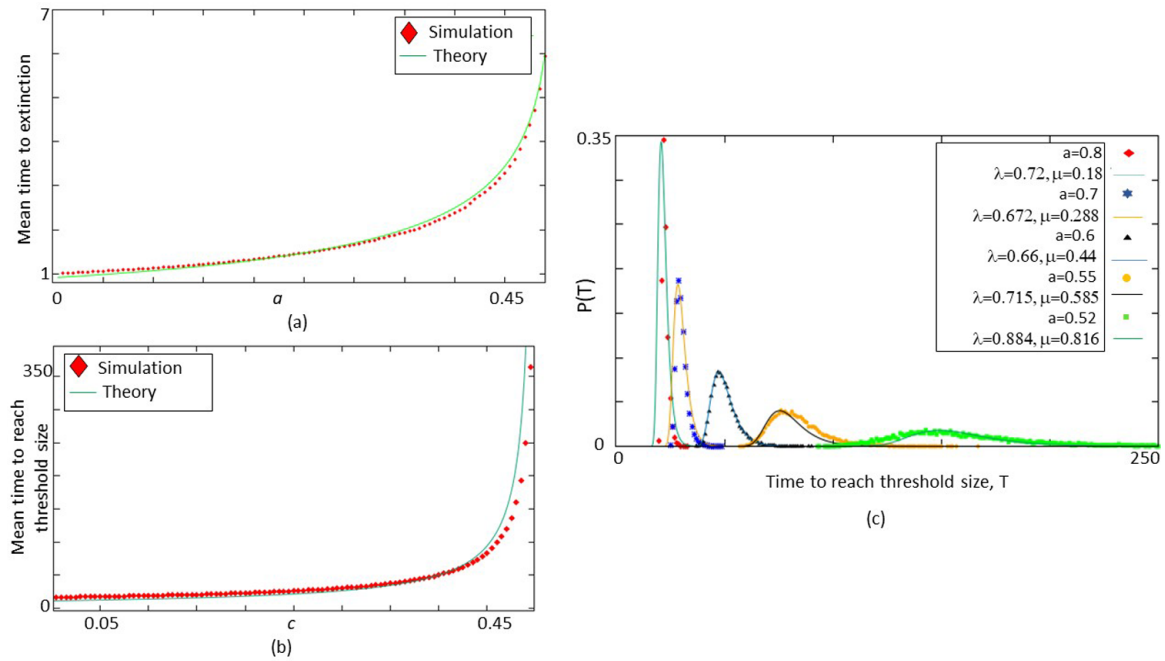 7
Simulation
Theory
Mean time to extinction
1
0
a
0.45
(a)
350
Simulation
Theory
Mean time to reach
threshold size
0
0.05
c
0.45
(b)
0.35
a=0.8
λ=0.72, μ=0.18
a=0.7
λ=0.672, μ=0.288
a=0.6
λ=0.66, μ=0.44
a=0.55
λ=0.715, μ=0.585
a=0.52
λ=0.884, μ=0.816
P(T)
0
0
250
Time to reach threshold size, T
(c)